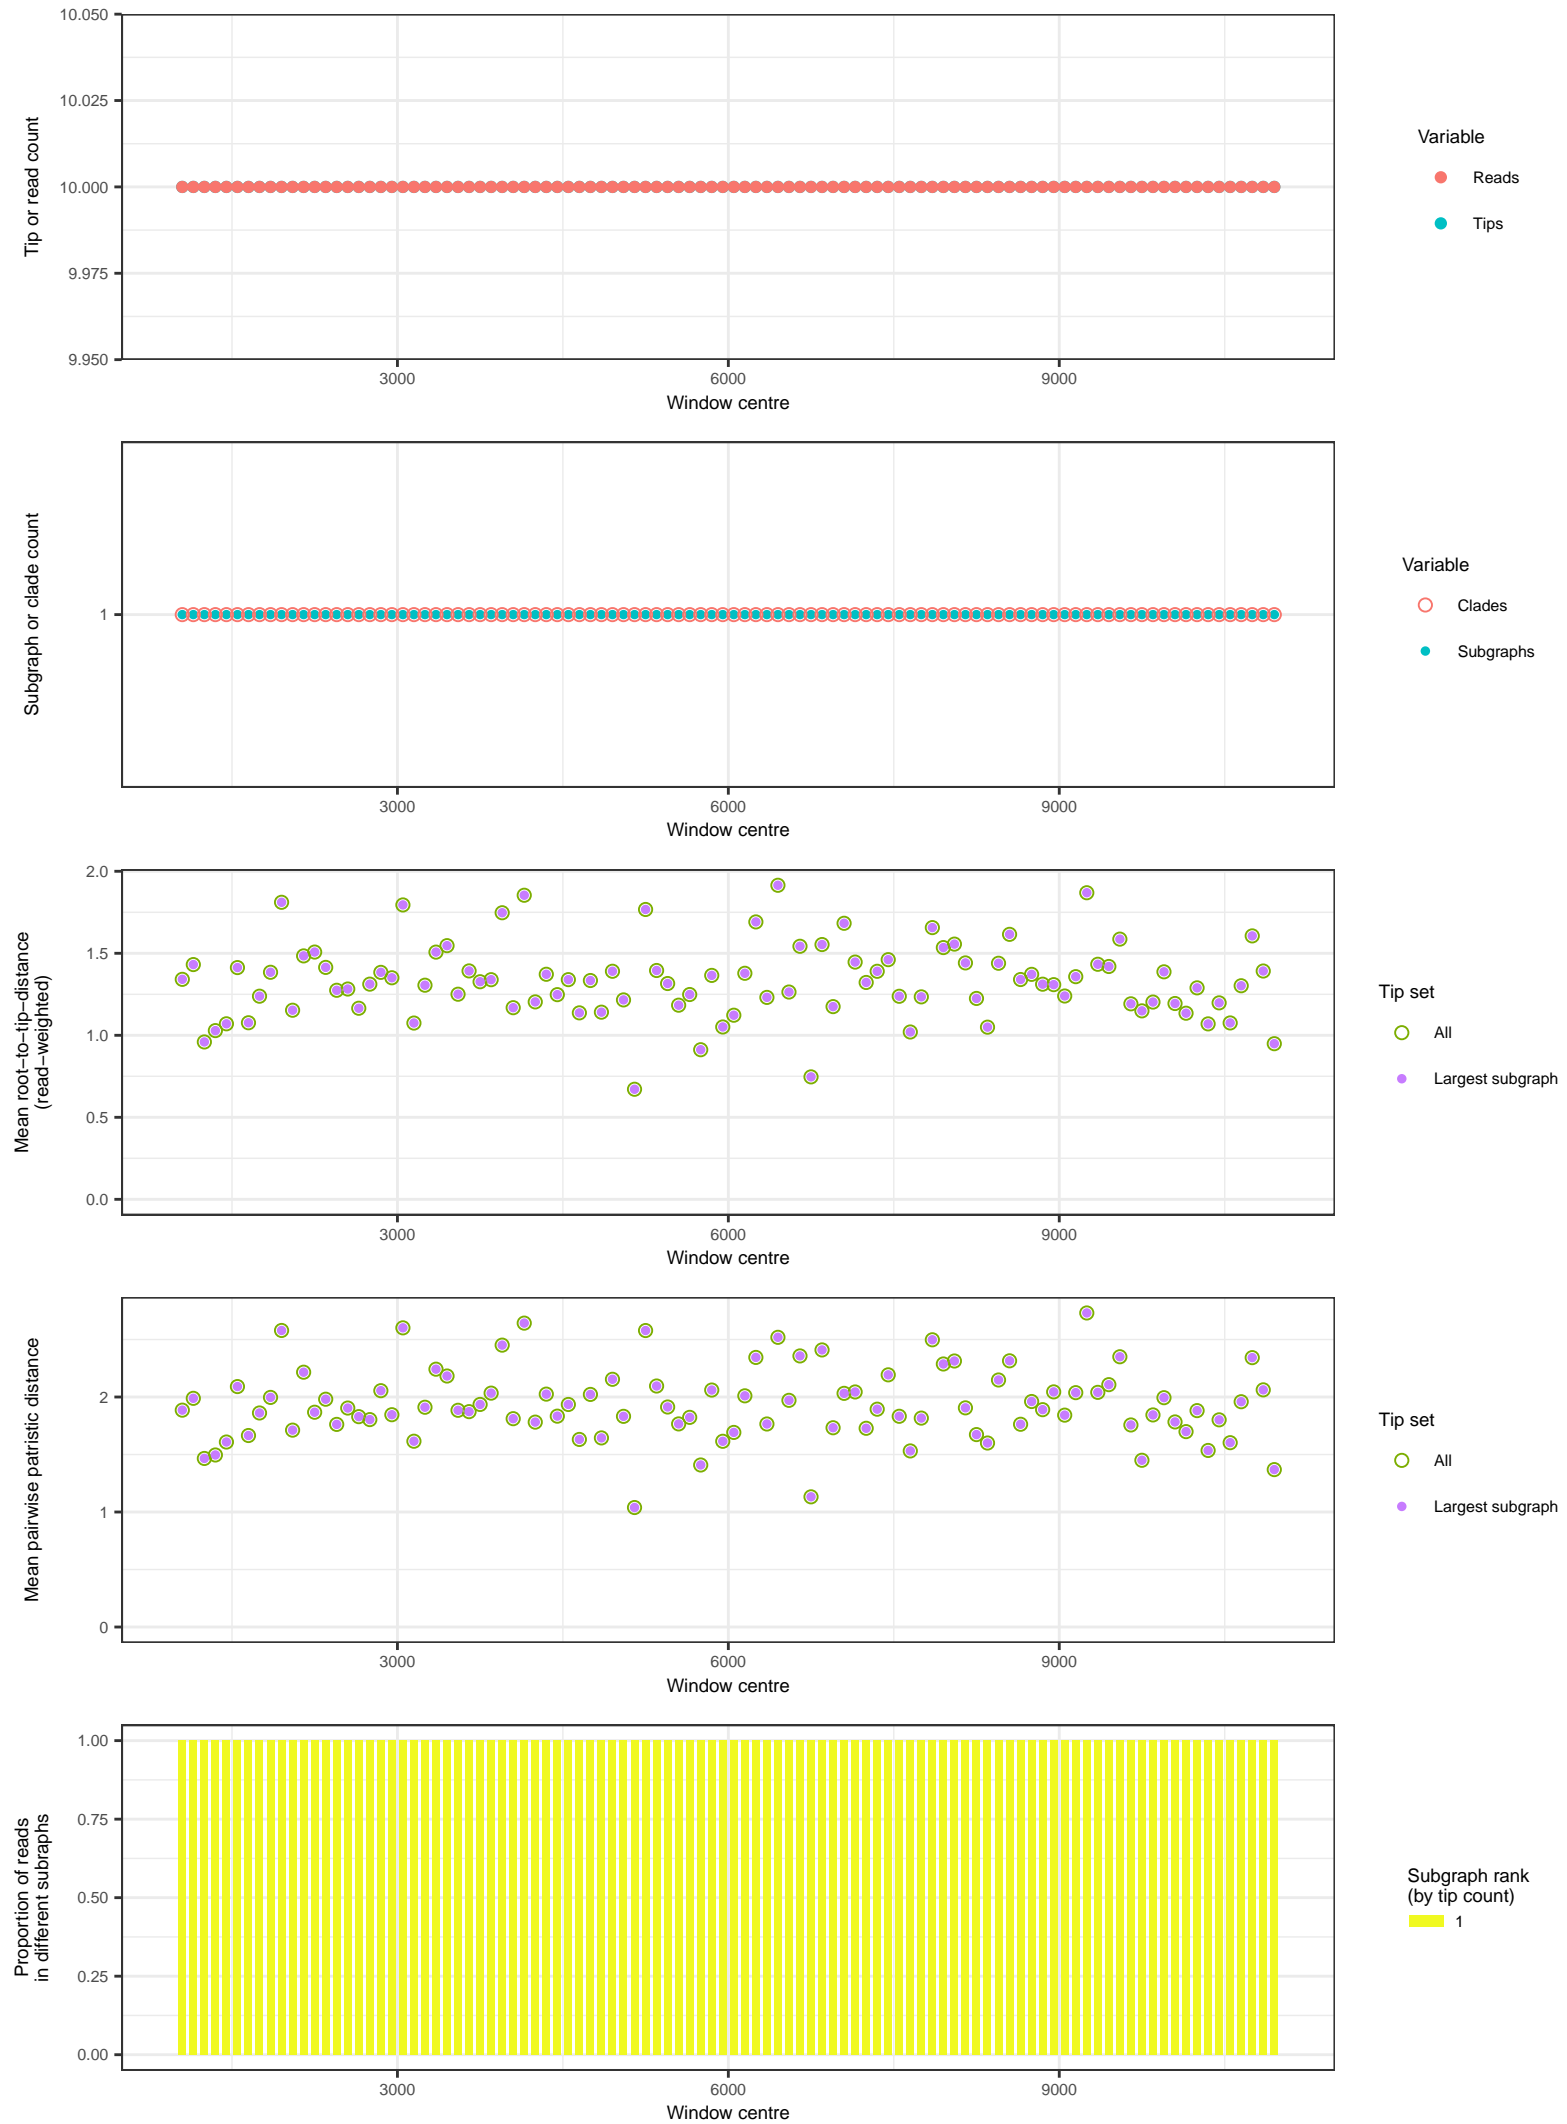 10.050
10.025
10.000
9.975
9.950
Tip or read count
3000
6000
9000
Window centre
Variable
Reads
Tips
Subgraph or clade count
1
3000
6000
9000
Window centre
Variable
Clades
Subgraphs
Mean root−to−tip−distance
(read−weighted)
2.0
1.5
1.0
0.5
0.0
3000
6000
9000
Window centre
Tip set
All
Largest subgraph
Mean pairwise patristic distance
2
1
0
3000
6000
9000
Window centre
Tip set
All
Largest subgraph
Proportion of reads
in different subraphs
1.00
0.75
0.50
0.25
0.00
3000
6000
9000
Window centre
Subgraph rank
(by tip count)
1